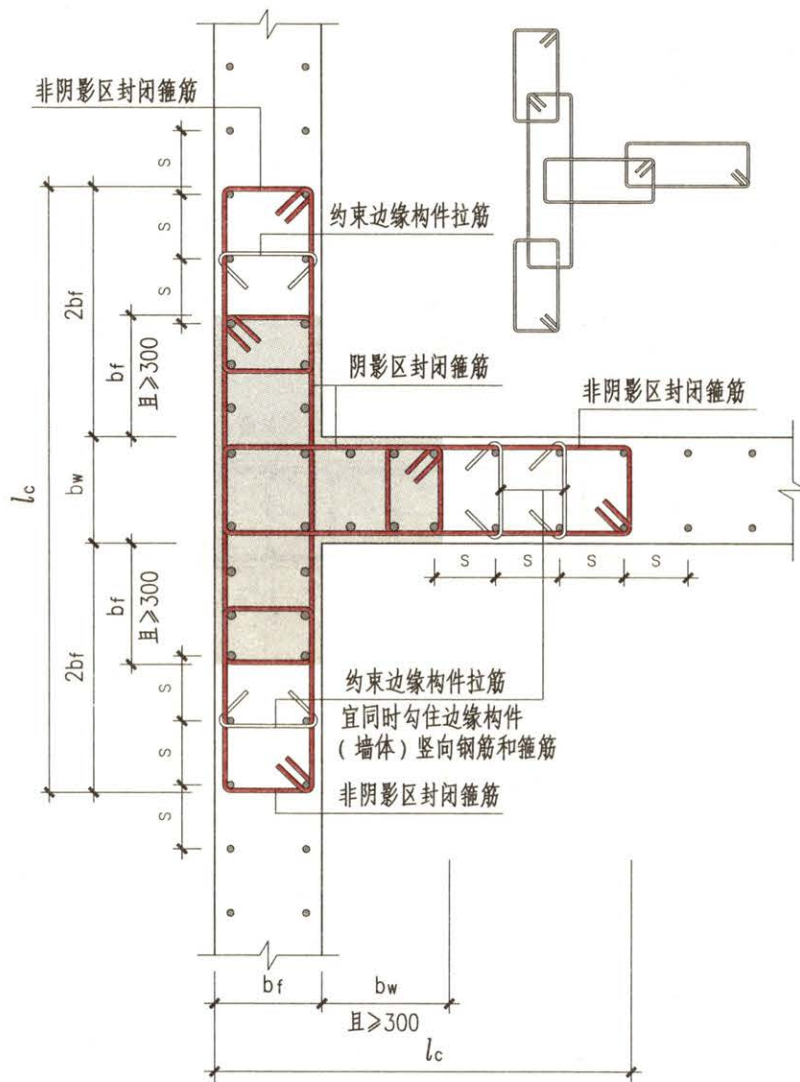 非阴影区封闭箍筋
s
约束边缘构件拉筋
s
s
2bf
bf
且≥300
阴影区封闭箍筋
非阴影区封闭箍筋
lc
bw
s
s
s
s
bf
且≥300
2bf
约束边缘构件拉筋
宜同时勾住边缘构件
(墙体)竖向钢筋和箍筋
s
s
非阴影区封闭箍筋
s
bf
bw
且≥300
lc